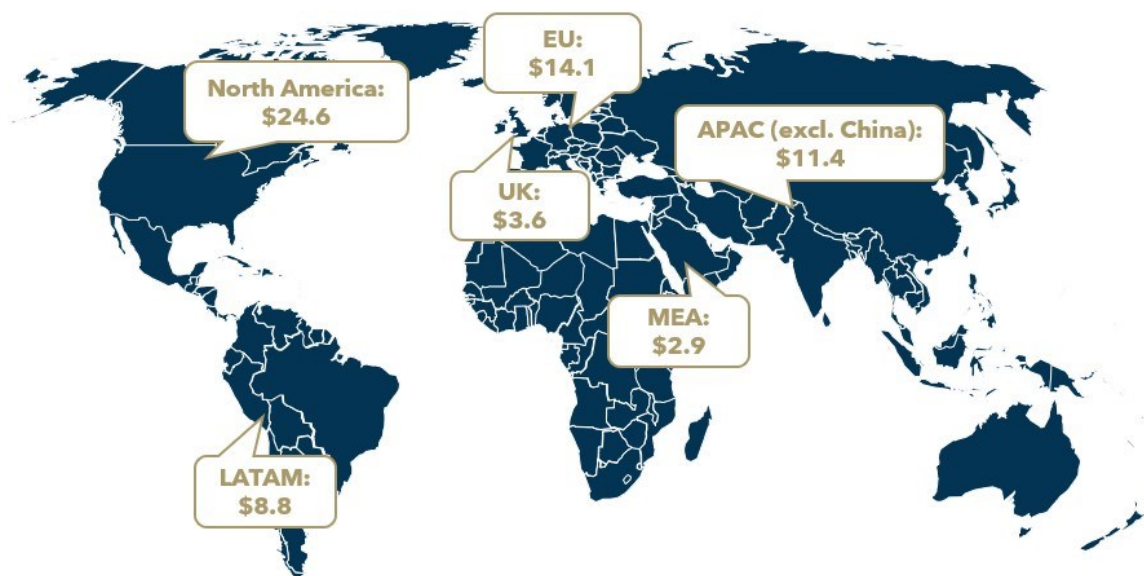 EU:
$14.1
North America:
$24.6
APAC (excl. China):
$11.4
UK:
$3.6
MEA:
$2.9
LATAM:
$8.8